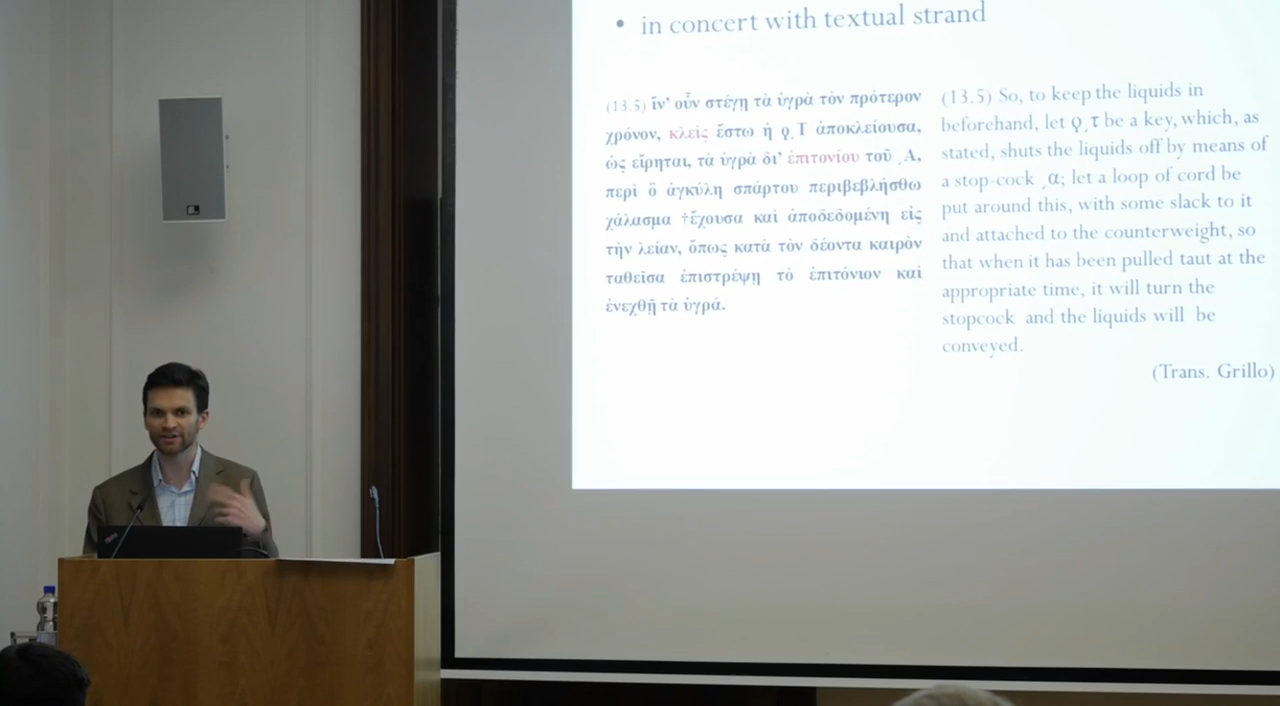 • in concert with textual strand
(13.5) ἵν’ οὖν στέγῃ τὰ ὑγρὰ τὸν πρότερον
χρόνον, κλεὶς ἔστω ἡ ϙ͵Τ ἀποκλείουσα,
ὡς εἴρηται, τὰ ὑγρὰ δι’ ἐπιτονίου τοῦ ͵Α,
περὶ ὃ ἀγκύλη σπάρτου περιβεβλήσθω
χάλασμα †ἔχουσα καὶ ἀποδεδομένη εἰς
τὴν λείαν, ὅπως κατὰ τὸν δέοντα καιρὸν
ταθεῖσα ἐπιστρέψῃ τὸ ἐπιτόνιον καὶ
ἐνεχθῇ τὰ ὑγρά.
(13.5) So, to keep the liquids in
beforehand, let ϙ͵τ be a key, which, as
stated, shuts the liquids off by means of
a stop-cock ͵α; let a loop of cord be
put around this, with some slack to it
and attached to the counterweight, so
that when it has been pulled taut at the
appropriate time, it will turn the
stopcock and the liquids will be
conveyed.
(Trans. Grillo)